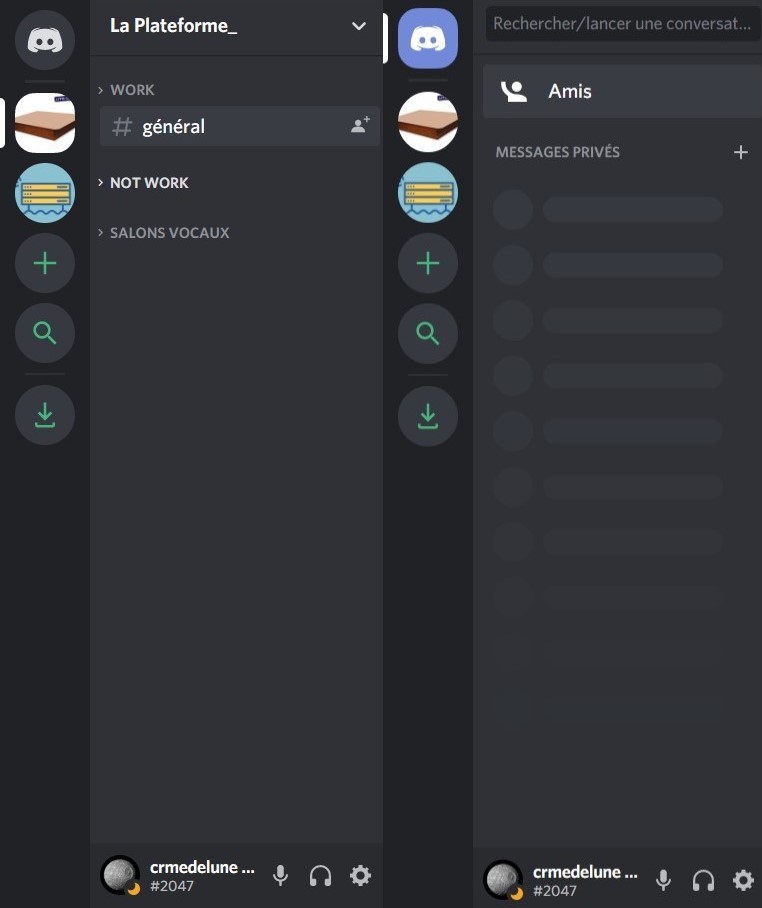 La Plateforme_
WORK
général
NOT WORK
SALONS VOCAUX
crmedelune ...
#2047
Rechercher/lancer une conversat...
Amis
MESSAGES PRIVÉS
crmedelune ...
#2047